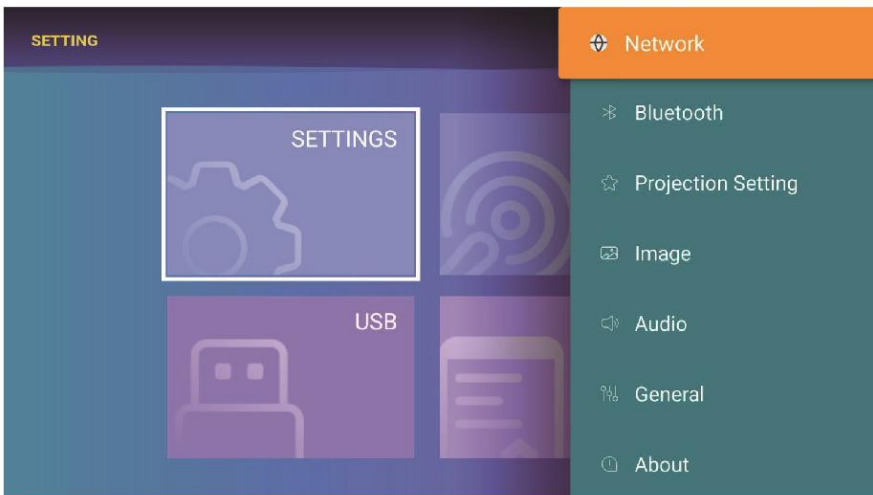 SETTING
SETTINGS
USB
Network
Bluetooth
Projection Setting
Image
Audio
General
About